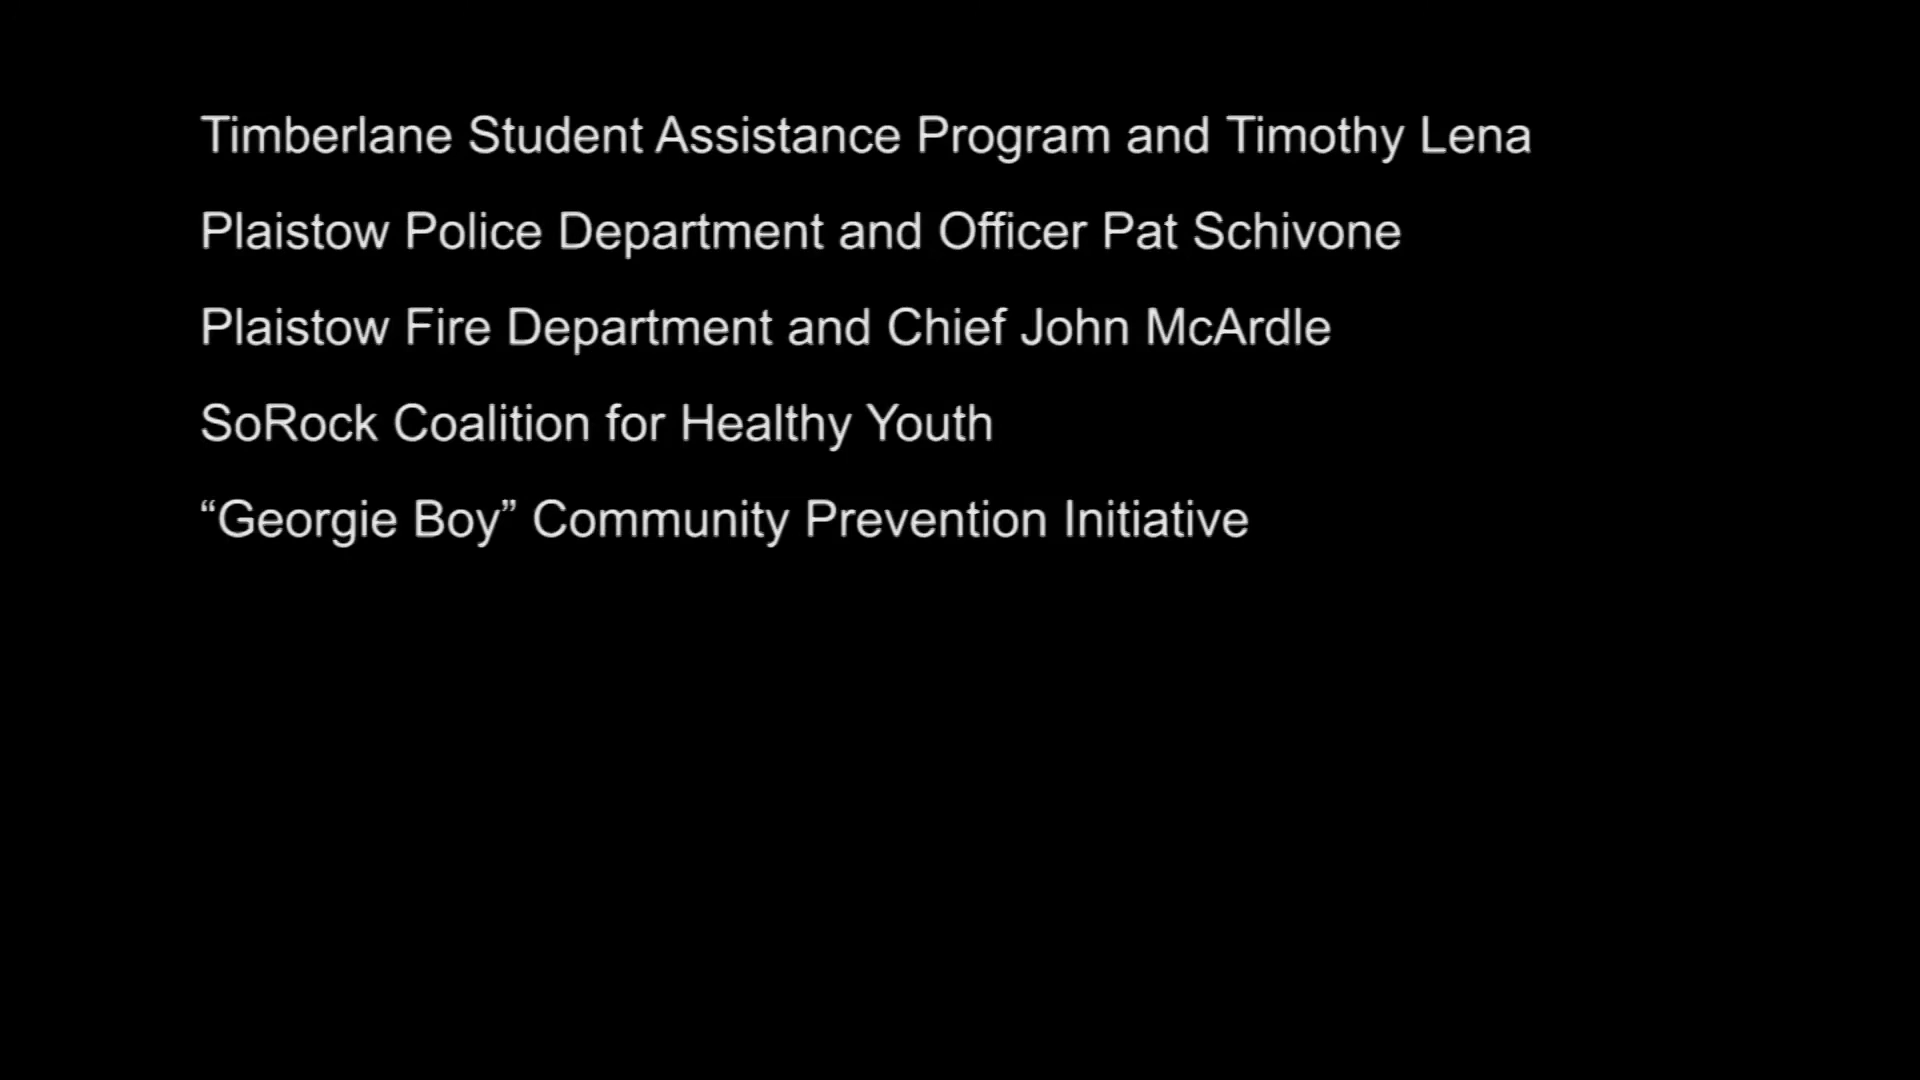 Timberlane Student Assistance Program and Timothy Lena
Plaistow Police Department and Officer Pat Schivone
Plaistow Fire Department and Chief John McArdle
SoRock Coalition for Healthy Youth
“Georgie Boy” Community Prevention Initiative